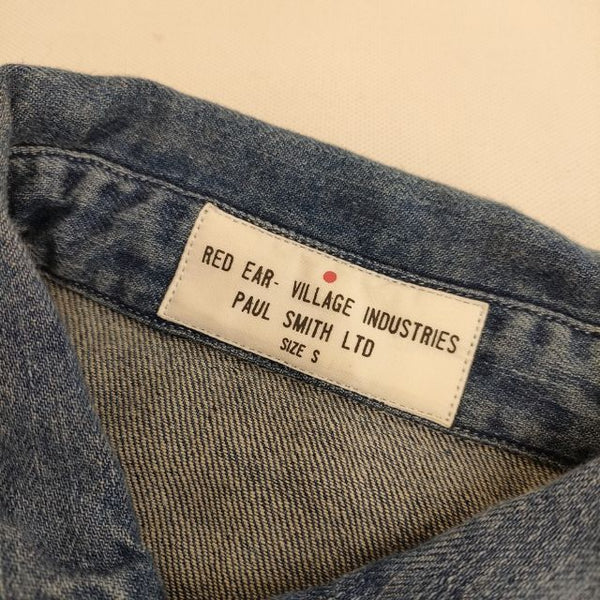 RED EAR- VILLAGE INDUSTRIES
PAUL SMITH LTD
SIZE S